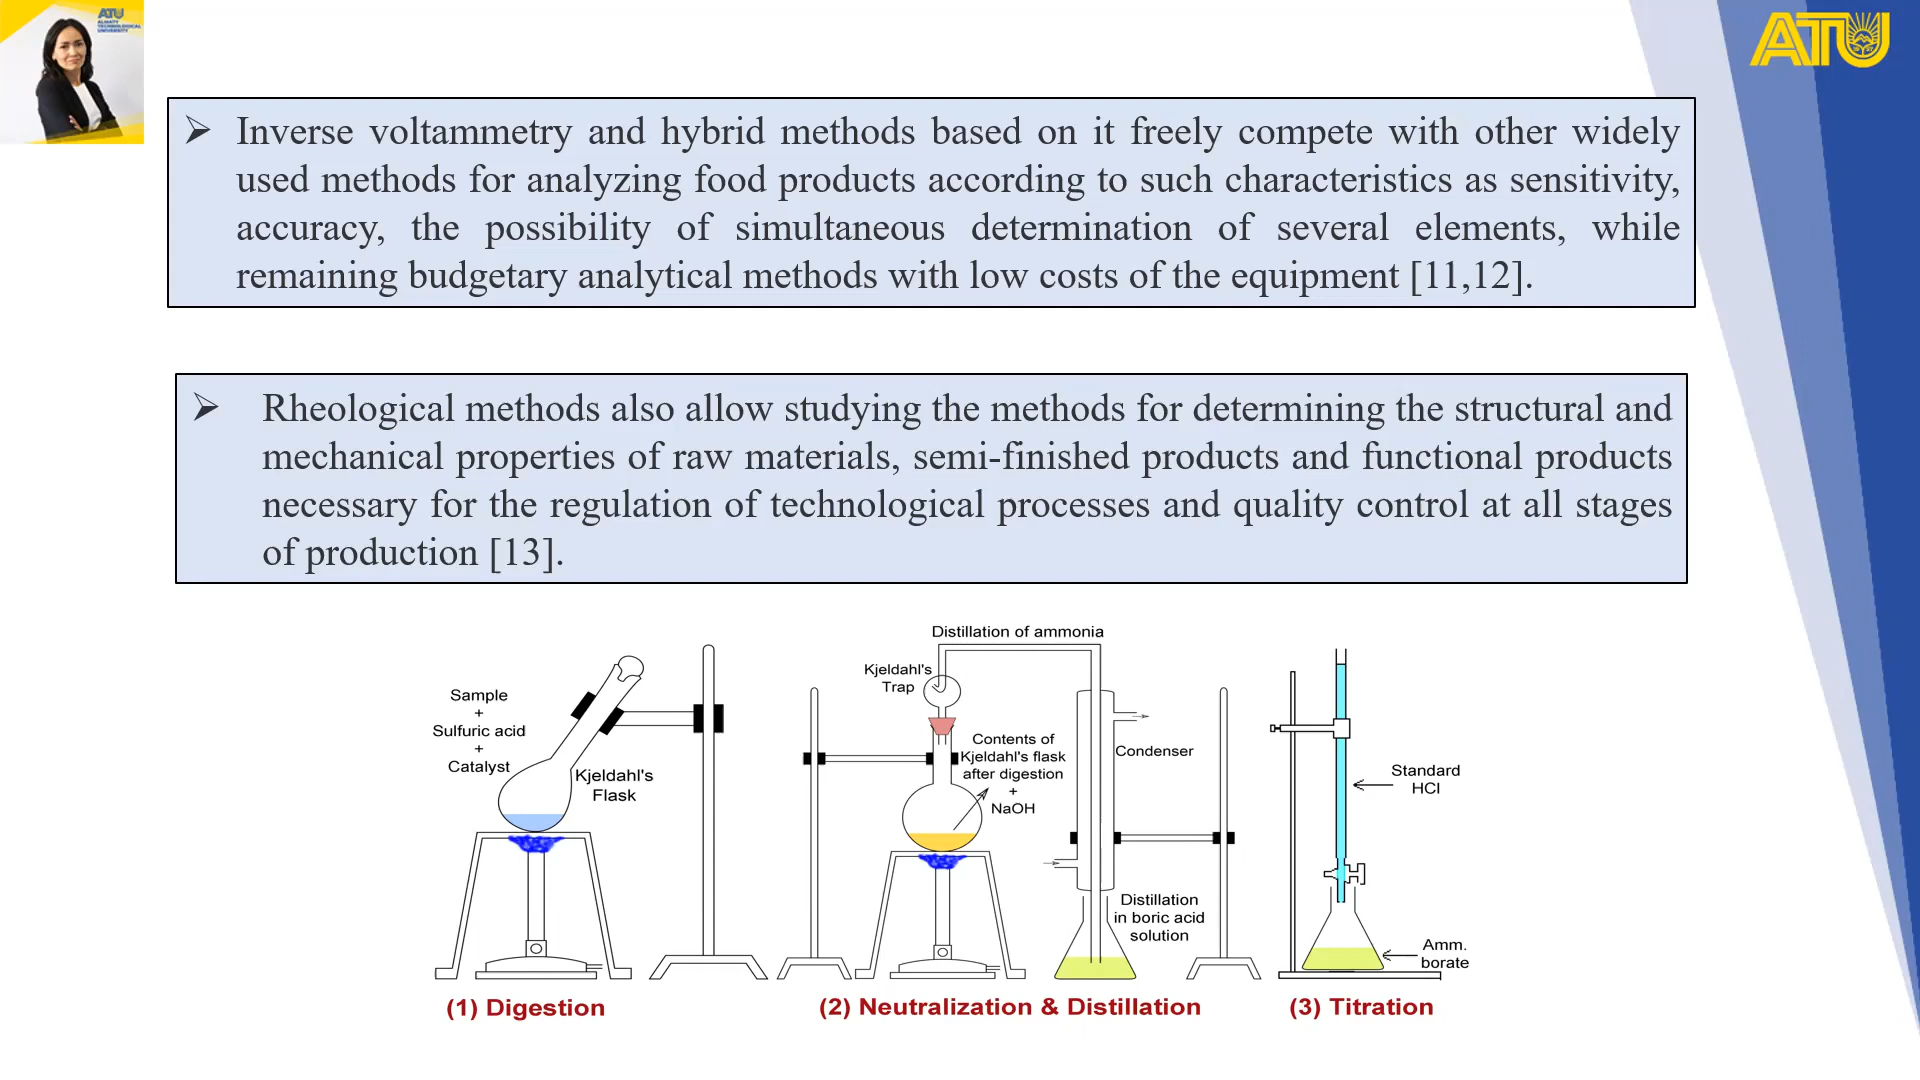 ATU
ALMATY
TECHNOLOGICAL
UNIVERSITY
ATU
Inverse voltammetry and hybrid methods based on it freely compete with other widely
used methods for analyzing food products according to such characteristics as sensitivity,
accuracy, the possibility of simultaneous determination of several elements, while
remaining budgetary analytical methods with low costs of the equipment [11,12].
Rheological methods also allow studying the methods for determining the structural and
mechanical properties of raw materials, semi-finished products and functional products
necessary for the regulation of technological processes and quality control at all stages
of production [13].
Sample
+
Sulfuric acid
+
Catalyst
Kjeldahl's
Flask
(1) Digestion
Distillation of ammonia
Kjeldahl's
Trap
Contents of
Kjeldahl's flask
after digestion
+
NaOH
Condenser
Distillation
in boric acid
solution
(2) Neutralization & Distillation
Standard
HCl
Amm.
borate
(3) Titration